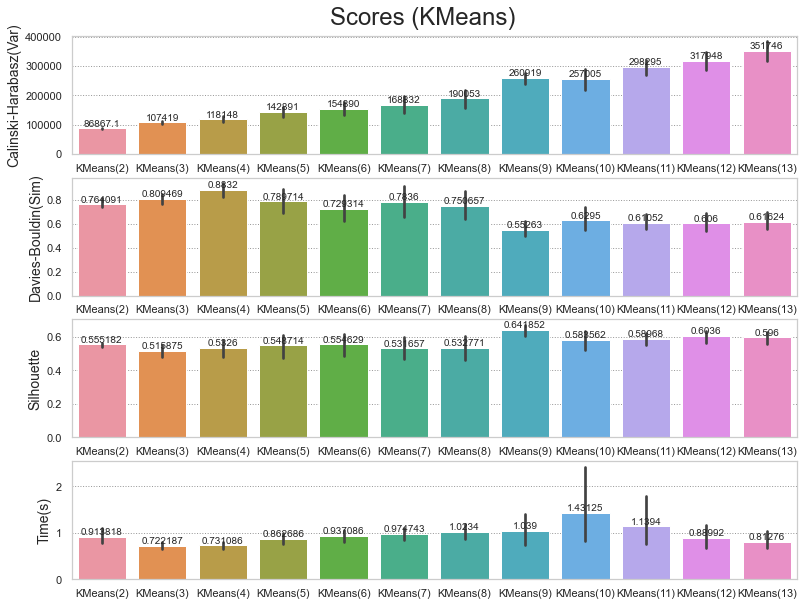 Scores (KMeans)
Calinski-Harabasz(Var)
400000
300000
200000
100000
0
86867.1 107419 118148 142891 154890 168832 190053 260919 257005 298295 317948 351746
KMeans(2) KMeans(3) KMeans(4) KMeans(5) KMeans(6) KMeans(7) KMeans(8) KMeans(9) KMeans(10) KMeans(11) KMeans(12) KMeans(13)
Davies-Bouldin(Sim)
0.8
0.6
0.4
0.2
0.0
0.764091 0.809469 0.8832 0.789714 0.729314 0.7836 0.750657 0.55263 0.6295 0.61052 0.606 0.61624
KMeans(2) KMeans(3) KMeans(4) KMeans(5) KMeans(6) KMeans(7) KMeans(8) KMeans(9) KMeans(10) KMeans(11) KMeans(12) KMeans(13)
Silhouette
0.6
0.4
0.2
0.0
0.555182 0.515875 0.5326 0.548714 0.554629 0.531657 0.532771 0.641852 0.583562 0.58968 0.6036 0.596
KMeans(2) KMeans(3) KMeans(4) KMeans(5) KMeans(6) KMeans(7) KMeans(8) KMeans(9) KMeans(10) KMeans(11) KMeans(12) KMeans(13)
Time(s)
2
1
0
0.913818 0.722187 0.731086 0.862686 0.937086 0.974743 1.0234 1.039 1.43125 1.1394 0.88992 0.81276
KMeans(2) KMeans(3) KMeans(4) KMeans(5) KMeans(6) KMeans(7) KMeans(8) KMeans(9) KMeans(10) KMeans(11) KMeans(12) KMeans(13)